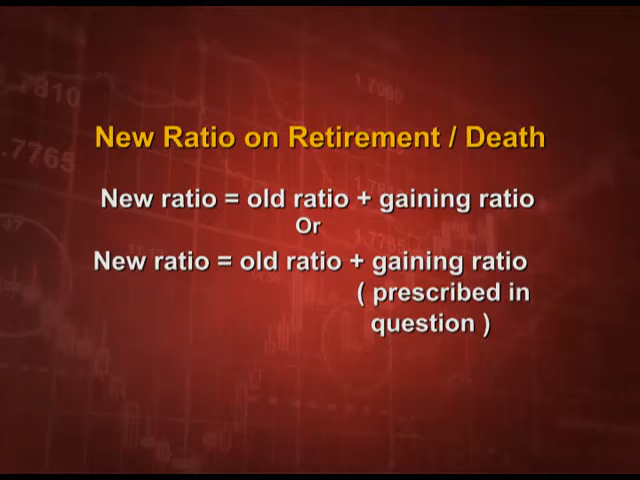 New Ratio on Retirement / Death
New ratio = old ratio + gaining ratio
Or
New ratio = old ratio + gaining ratio
( prescribed in
question )